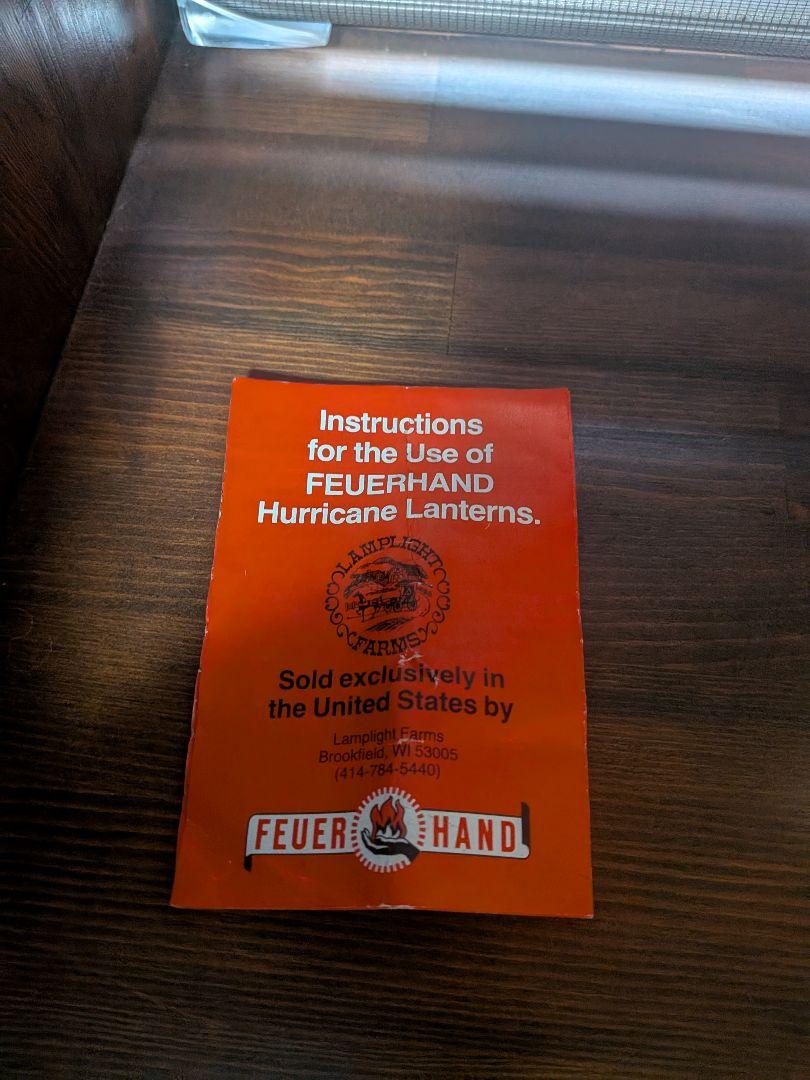 Instructions
for the Use of
FEUERHAND
Hurricane Lanterns.
LAMPLIGHT
FARMS
Sold exclusively in
the United States by
Lamplight Farms
Brookfield, WI 53005
(414-784-5440)
FEUER HAND